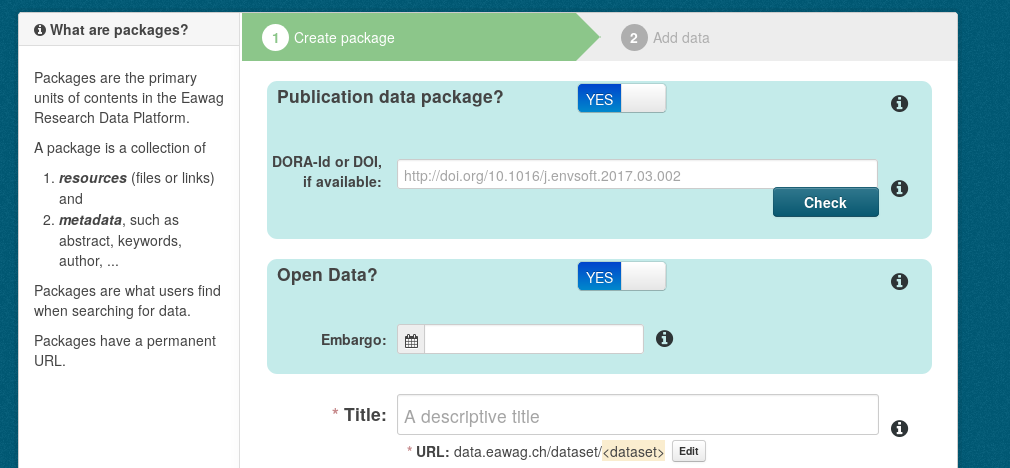 What are packages?
Packages are the primary
units of contents in the Eawag
Research Data Platform.
A package is a collection of
1. resources (files or links)
and
2. metadata, such as
abstract, keywords,
author, ...
Packages are what users find
when searching for data.
Packages have a permanent
URL.
1 Create package
2 Add data
Publication data package? YES
DORA-Id or DOI,
if available:
http://doi.org/10.1016/j.envsoft.2017.03.002
Check
Open Data? YES
Embargo:
* Title: A descriptive title
* URL: data.eawag.ch/dataset/<dataset> Edit